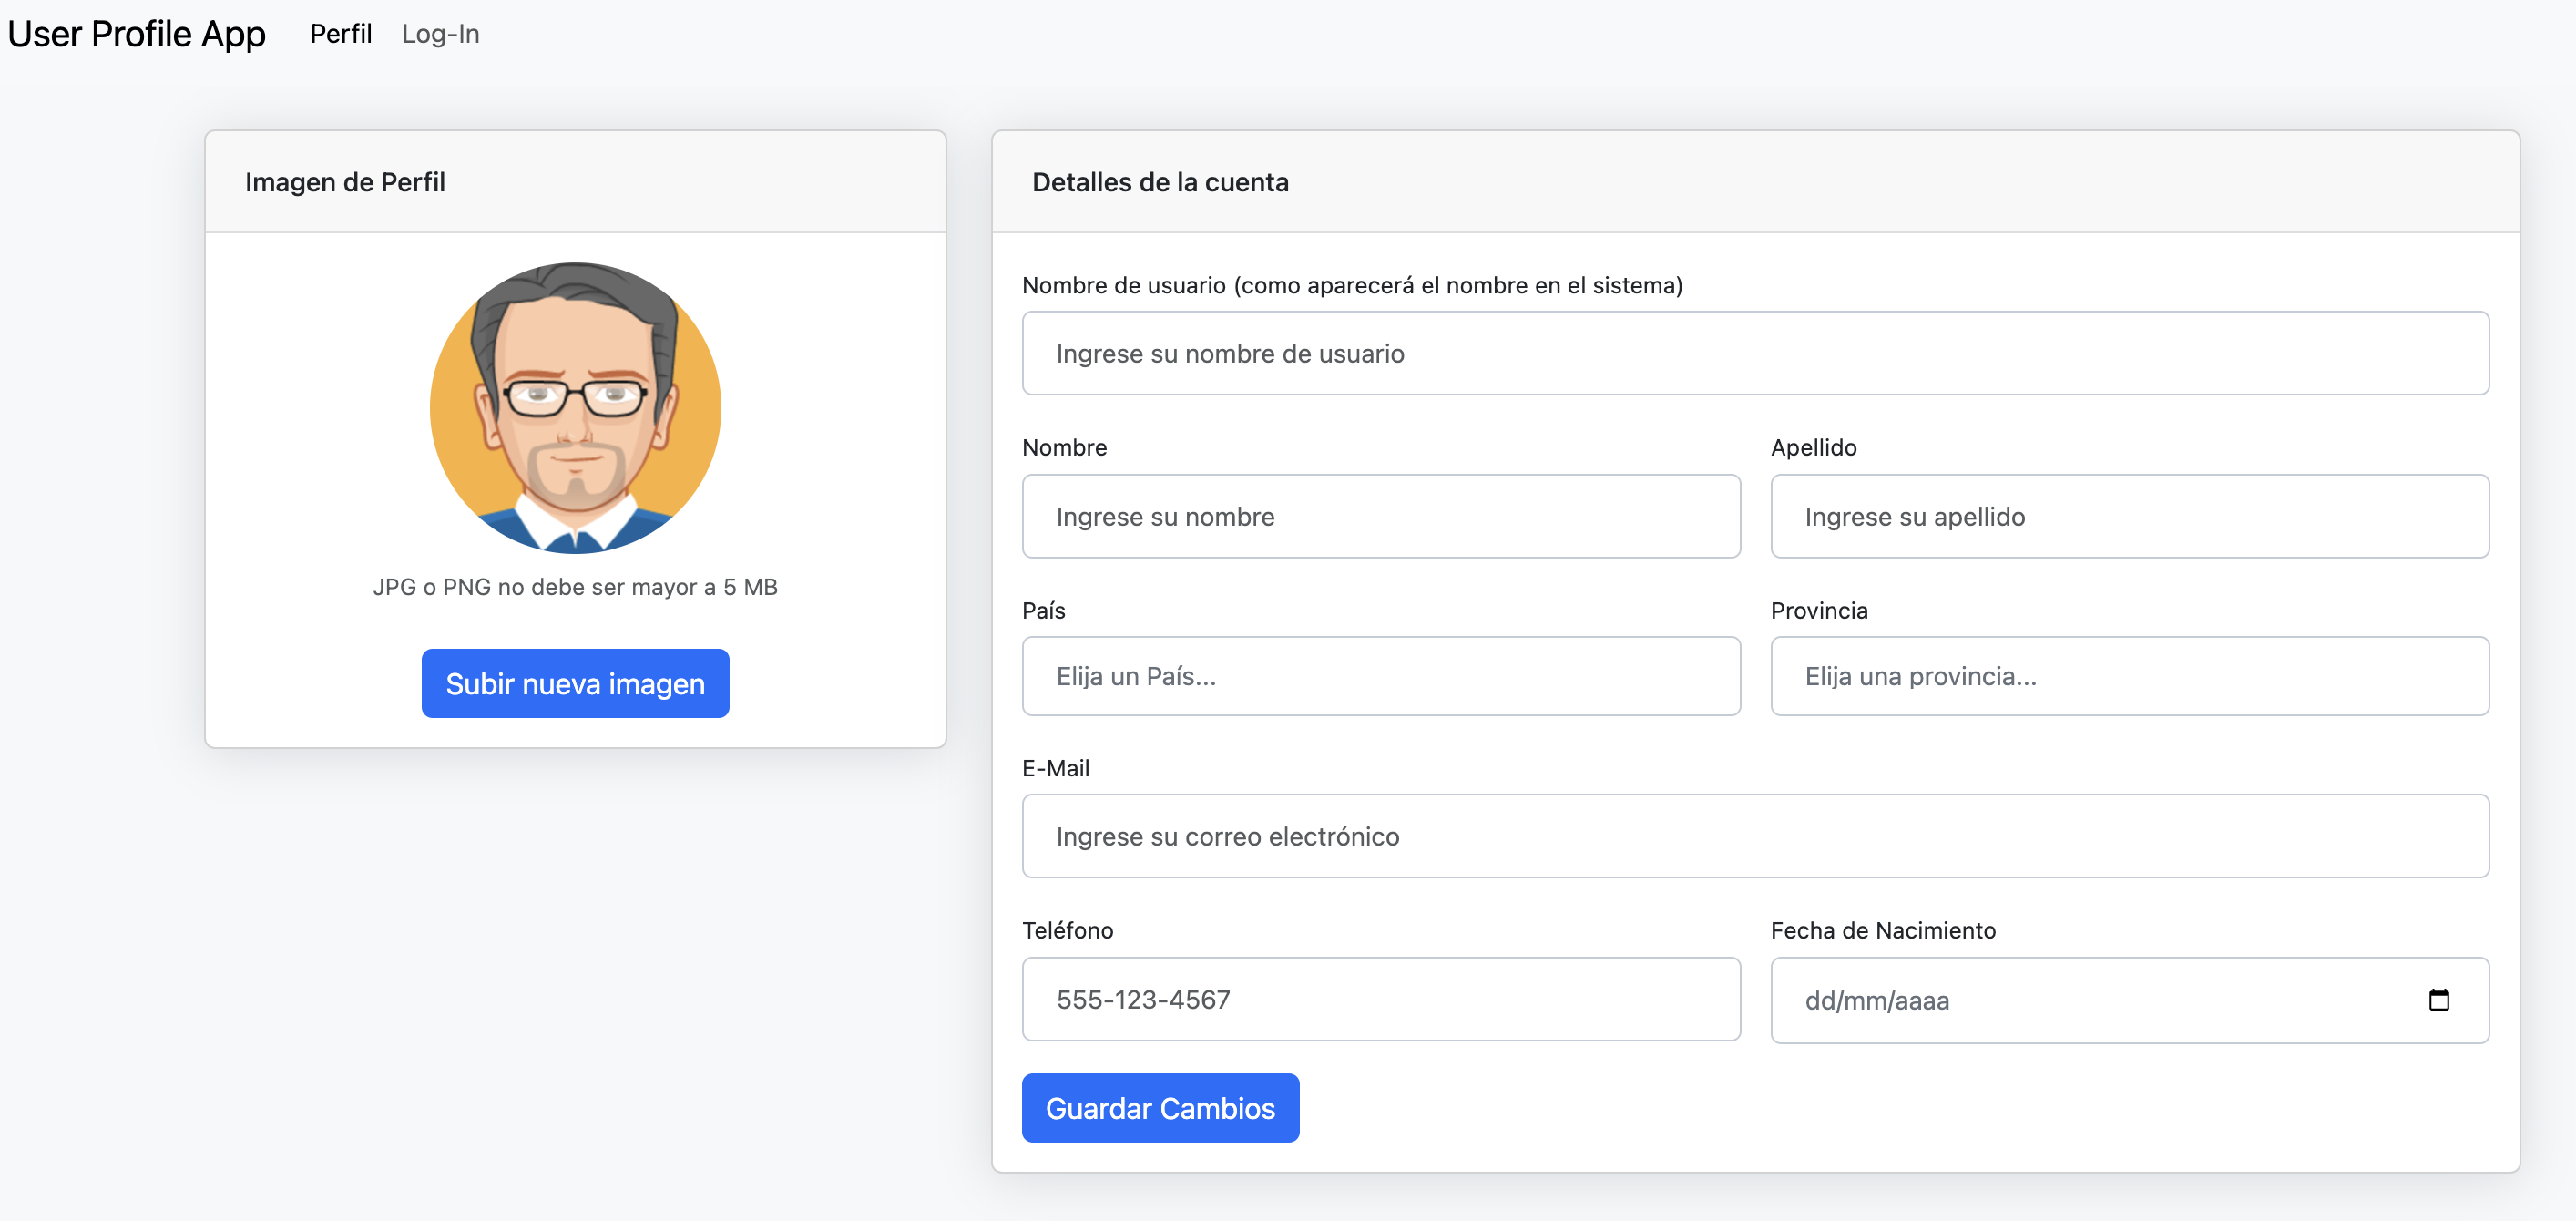 User Profile App Perfil Log-In
Imagen de Perfil
JPG o PNG no debe ser mayor a 5 MB
Subir nueva imagen
Detalles de la cuenta
Nombre de usuario (como aparecerá el nombre en el sistema)
Ingrese su nombre de usuario
Nombre
Ingrese su nombre
Apellido
Ingrese su apellido
País
Elija un País...
Provincia
Elija una provincia...
E-Mail
Ingrese su correo electrónico
Teléfono
555-123-4567
Fecha de Nacimiento
dd/mm/aaaa
Guardar Cambios